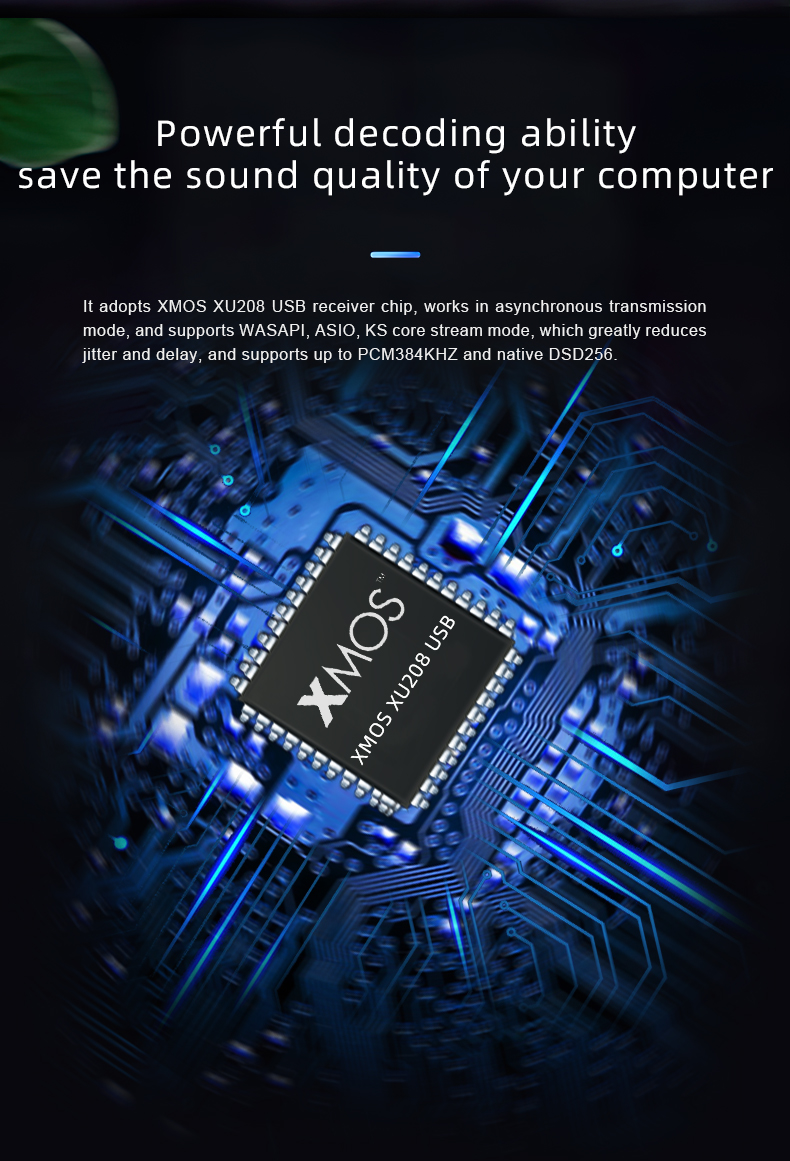 Powerful decoding ability
save the sound quality of your computer
It adopts XMOS XU208 USB receiver chip, works in asynchronous transmission
mode, and supports WASAPI, ASIO, KS core stream mode, which greatly reduces
jitter and delay, and supports up to PCM384KHZ and native DSD256.
XMOS™
XMOS XU208 USB